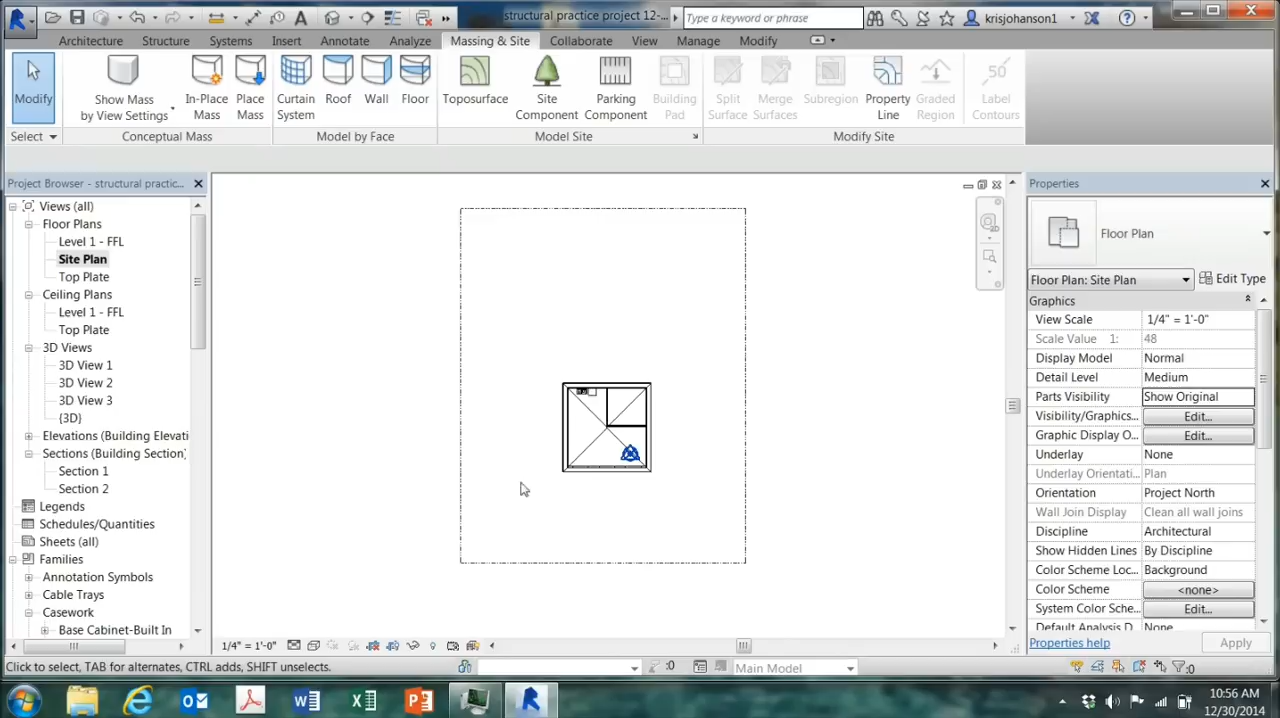 structural practice project 12-...
Type a keyword or phrase
krisjohanson1
Architecture Structure Systems Insert Annotate Analyze Massing & Site Collaborate View Manage Modify
Modify
Show Mass
by View Settings
In-Place
Mass
Place
Mass
Curtain
System
Roof
Wall
Floor
Toposurface
Site
Component
Parking
Component
Building
Pad
Split
Surface
Merge
Surfaces
Subregion
Property
Line
Graded
Region
50
Label
Contours
Select
Conceptual Mass
Model by Face
Model Site
Modify Site
Project Browser - structural practic...
Views (all)
Floor Plans
Level 1 - FFL
Site Plan
Top Plate
Ceiling Plans
Level 1 - FFL
Top Plate
3D Views
3D View 1
3D View 2
3D View 3
{3D}
Elevations (Building Elevati
Sections (Building Section)
Section 1
Section 2
Legends
Schedules/Quantities
Sheets (all)
Families
Annotation Symbols
Cable Trays
Casework
Base Cabinet-Built In
Properties
Floor Plan
Floor Plan: Site Plan
Edit Type
Graphics
View Scale 1/4" = 1'-0"
Scale Value 1: 48
Display Model Normal
Detail Level Medium
Parts Visibility Show Original
Visibility/Graphics... Edit...
Graphic Display O... Edit...
Underlay None
Underlay Orientati... Plan
Orientation Project North
Wall Join Display Clean all wall joins
Discipline Architectural
Show Hidden Lines By Discipline
Color Scheme Loc... Background
Color Scheme <none>
System Color Sche... Edit...
Default Analysis D... None
Properties help
Apply
1/4" = 1'-0"
Click to select, TAB for alternates, CTRL adds, SHIFT unselects.
:0
Main Model
:0
10:56 AM
12/30/2014